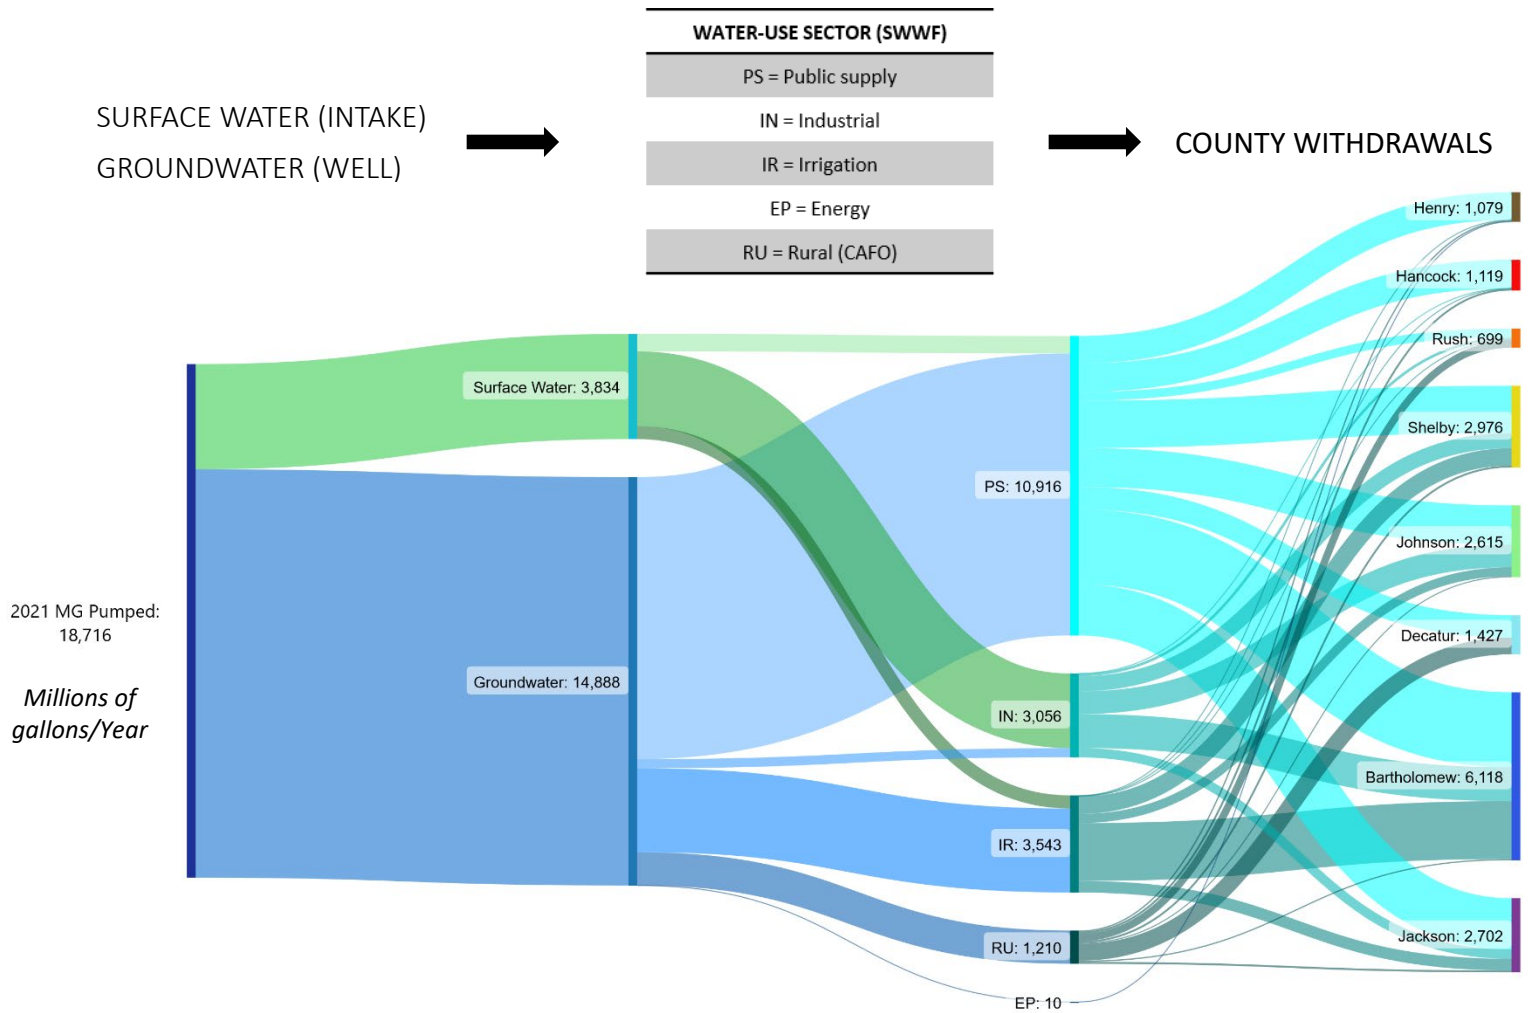 WATER-USE SECTOR (SWWF)
PS = Public supply
IN = Industrial
IR = Irrigation
EP = Energy
RU = Rural (CAFO)
SURFACE WATER (INTAKE)
GROUNDWATER (WELL)
COUNTY WITHDRAWALS
2021 MG Pumped:
18,716
Millions of
gallons/Year
Surface Water: 3,834
Groundwater: 14,888
PS: 10,916
IN: 3,056
IR: 3,543
RU: 1,210
EP: 10
Henry: 1,079
Hancock: 1,119
Rush: 699
Shelby: 2,976
Johnson: 2,615
Decatur: 1,427
Bartholomew: 6,118
Jackson: 2,702